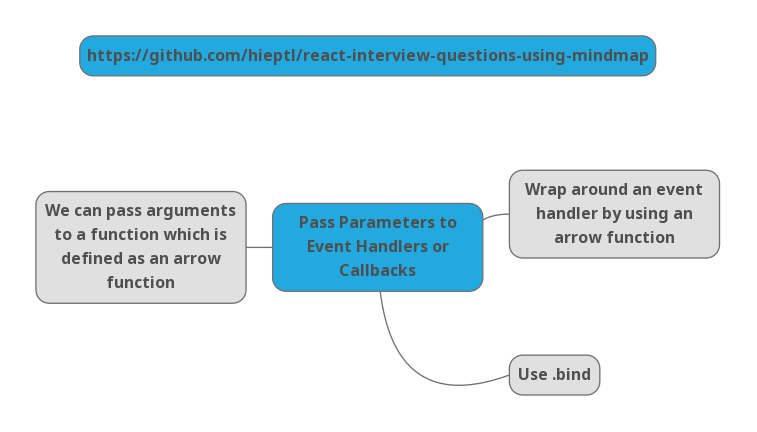 https://github.com/hieptl/react-interview-questions-using-mindmap
We can pass arguments
to a function which is
defined as an arrow
function
Pass Parameters to
Event Handlers or
Callbacks
Wrap around an event
handler by using an
arrow function
Use .bind